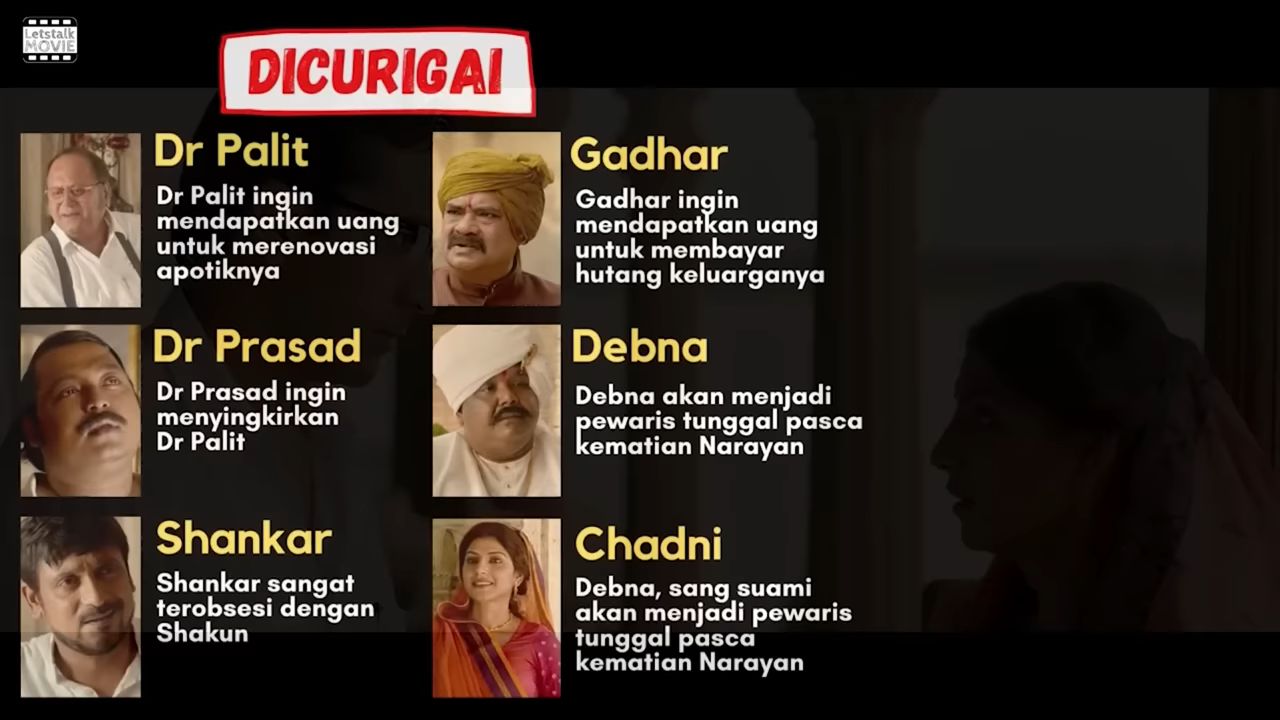 Letstalk
MOVIE
DICURIGAI
Dr Palit
Dr Palit ingin
mendapatkan uang
untuk merenovasi
apotiknya
Gadhar
Gadhar ingin
mendapatkan uang
untuk membayar
hutang keluarganya
Dr Prasad
Dr Prasad ingin
menyingkirkan
Dr Palit
Debna
Debna akan menjadi
pewaris tunggal pasca
kematian Narayan
Shankar
Shankar sangat
terobsesi dengan
Shakun
Chadni
Debna, sang suami
akan menjadi pewaris
tunggal pasca
kematian Narayan